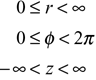 0 ≤ r < ∞
0 ≤ ϕ < 2π
−∞ < z < ∞